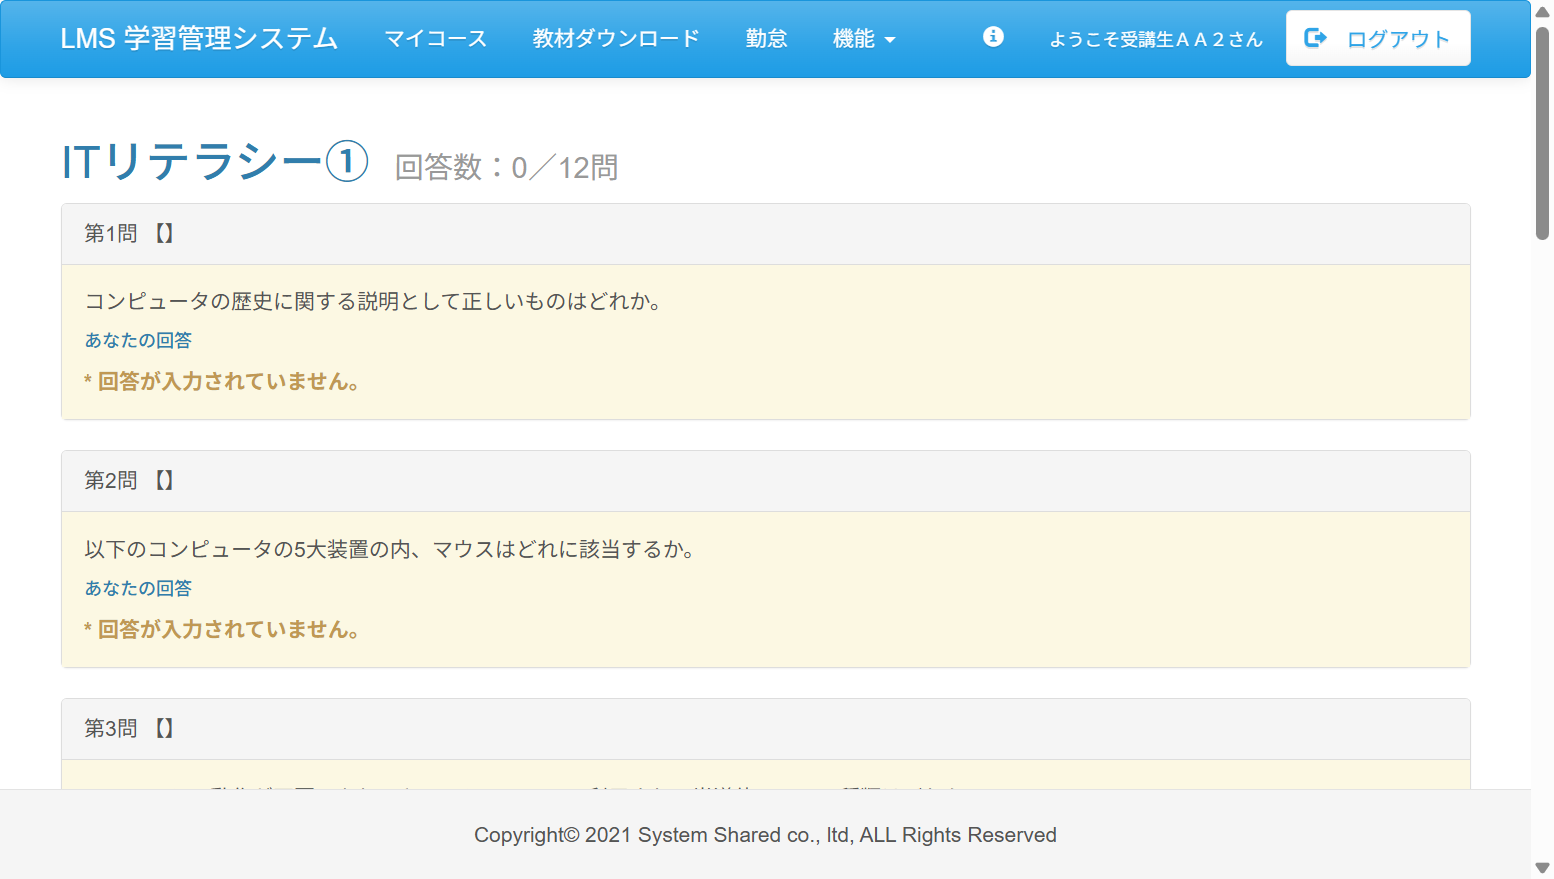 LMS 学習管理システム マイコース 教材ダウンロード 勤怠 機能 ようこそ受講生ＡＡ２さん ログアウト
ITリテラシー① 回答数：0／12問
第1問 【】
コンピュータの歴史に関する説明として正しいものはどれか。
あなたの回答
* 回答が入力されていません。
第2問 【】
以下のコンピュータの5大装置の内、マウスはどれに該当するか。
あなたの回答
* 回答が入力されていません。
第3問 【】
Copyright© 2021 System Shared co., ltd, ALL Rights Reserved